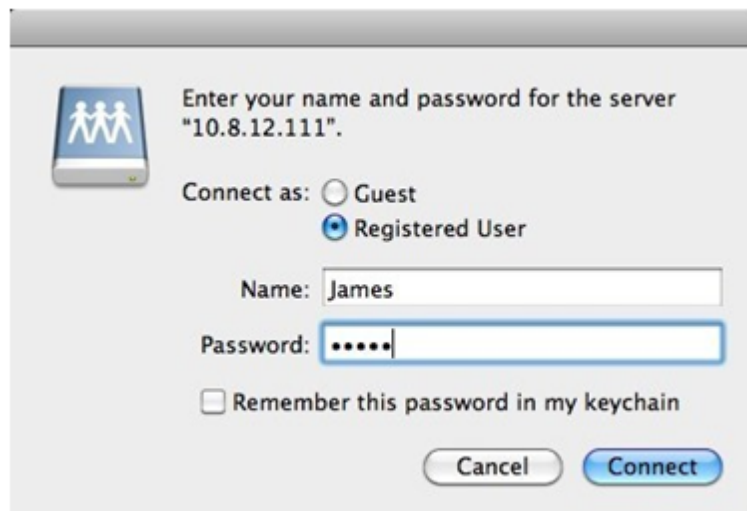 Enter your name and password for the server
"10.8.12.111".
Connect as: Guest
Registered User
Name: James
Password: •••••
Remember this password in my keychain
Cancel Connect